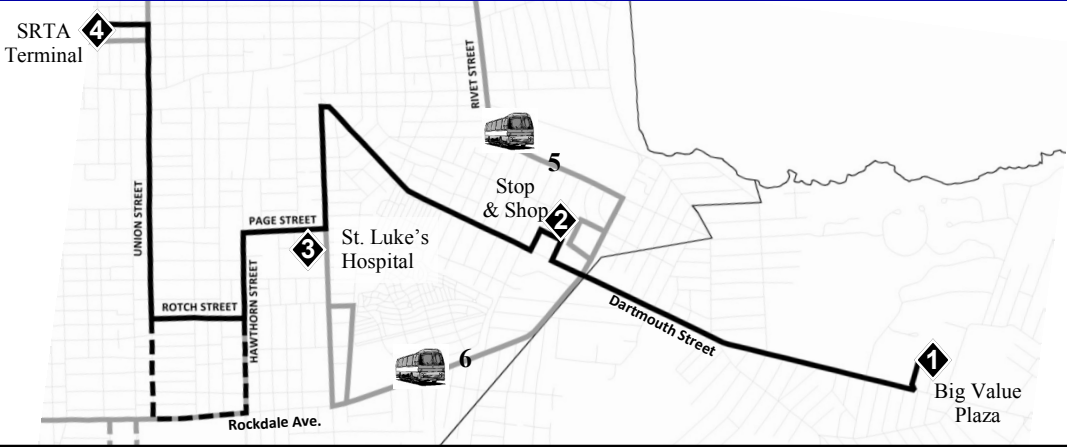 4
SRTA
Terminal
RIVET STREET
5
Stop
& Shop
2
UNION STREET
PAGE STREET
3
St. Luke's
Hospital
ROTCH STREET
HAWTHORN STREET
Dartmouth Street
6
1
Big Value
Plaza
Rockdale Ave.